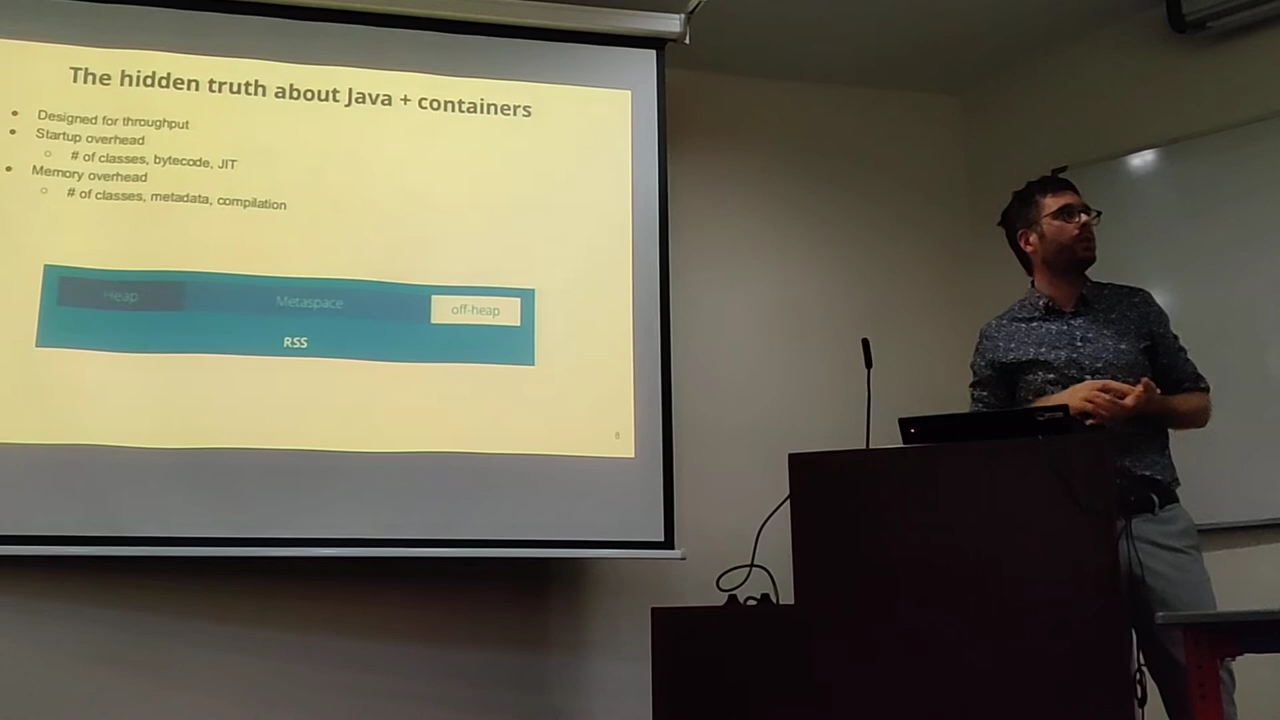 The hidden truth about Java + containers
● Designed for throughput
● Startup overhead
○ # of classes, bytecode, JIT
● Memory overhead
○ # of classes, metadata, compilation
Heap Metaspace off-heap
RSS
8